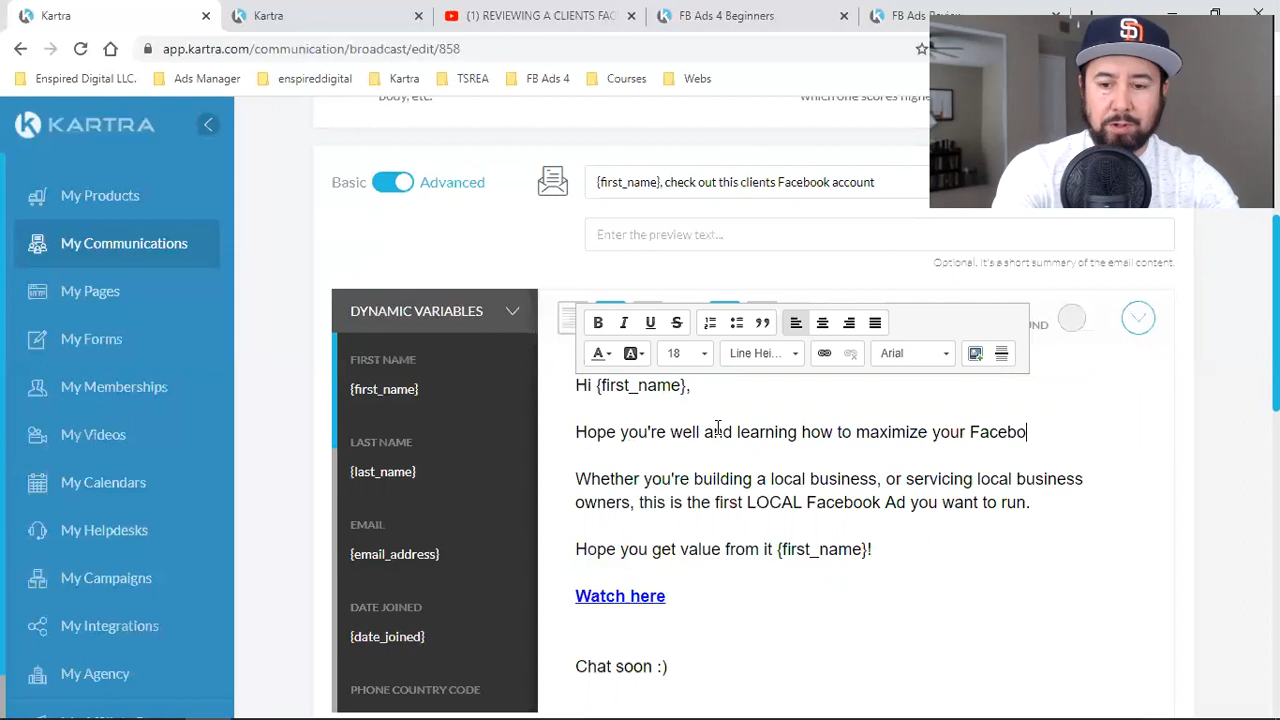 Kartra
Kartra
(1) REVIEWING A CLIENTS FAC
FB Ads 4 Beginners
app.kartra.com/communication/broadcast/edit/858
Enspired Digital LLC.
Ads Manager
enspireddigital
Kartra
TSREA
FB Ads 4
Courses
Webs
KARTRA
My Products
My Communications
My Pages
My Forms
My Memberships
My Videos
My Calendars
My Helpdesks
My Campaigns
My Integrations
My Agency
Body, etc.
which one scores highe
Basic
Advanced
{first_name}, check out this clients Facebook account
Enter the preview text...
Optional. It's a short summary of the email content.
DYNAMIC VARIABLES
FIRST NAME
{first_name}
LAST NAME
{last_name}
EMAIL
{email_address}
DATE JOINED
{date_joined}
PHONE COUNTRY CODE
B I U S
UND
A A 18 Line Hei... Arial
Hi {first_name},
Hope you're well and learning how to maximize your Facebo
Whether you're building a local business, or servicing local business
owners, this is the first LOCAL Facebook Ad you want to run.
Hope you get value from it {first_name}!
Watch here
Chat soon :)